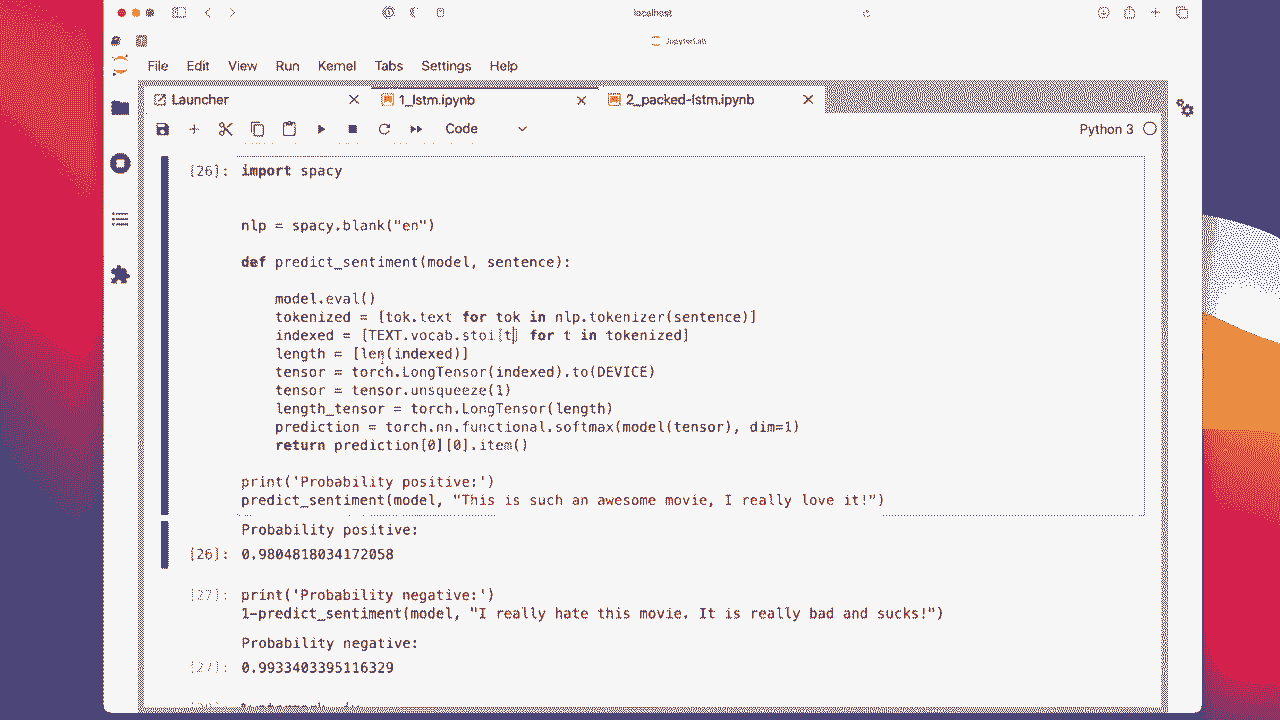 localhost
JupyterLab
File Edit View Run Kernel Tabs Settings Help
Launcher 1_lstm.ipynb 2_packed-lstm.ipynb
Code Python 3
[26]: import spacy
nlp = spacy.blank("en")
def predict_sentiment(model, sentence):
model.eval()
tokenized = [tok.text for tok in nlp.tokenizer(sentence)]
indexed = [TEXT.vocab.stoi[t] for t in tokenized]
length = [len(indexed)]
tensor = torch.LongTensor(indexed).to(DEVICE)
tensor = tensor.unsqueeze(1)
length_tensor = torch.LongTensor(length)
prediction = torch.nn.functional.softmax(model(tensor), dim=1)
return prediction[0][0].item()
print('Probability positive:')
predict_sentiment(model, "This is such an awesome movie, I really love it!")
Probability positive:
[26]: 0.9804818034172058
[27]: print('Probability negative:')
1-predict_sentiment(model, "I really hate this movie. It is really bad and sucks!")
Probability negative:
[27]: 0.9933403395116329